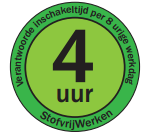 Verantwoorde inschakeltijd per 8 urige werkdag
4
uur
StofvrijWerken